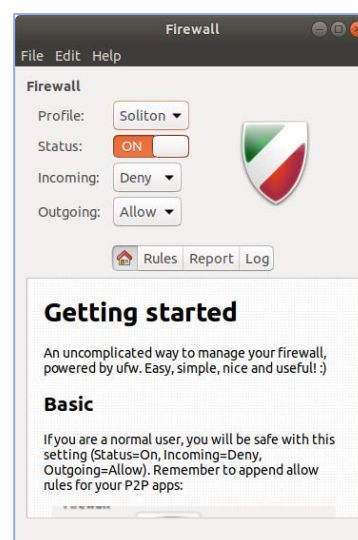 Firewall
File Edit Help
Firewall
Profile: Soliton
Status: ON
Incoming: Deny
Outgoing: Allow
Rules Report Log
Getting started
An uncomplicated way to manage your firewall,
powered by ufw. Easy, simple, nice and useful! :)
Basic
If you are a normal user, you will be safe with this
setting (Status=On, Incoming=Deny,
Outgoing=Allow). Remember to append allow
rules for your P2P apps: